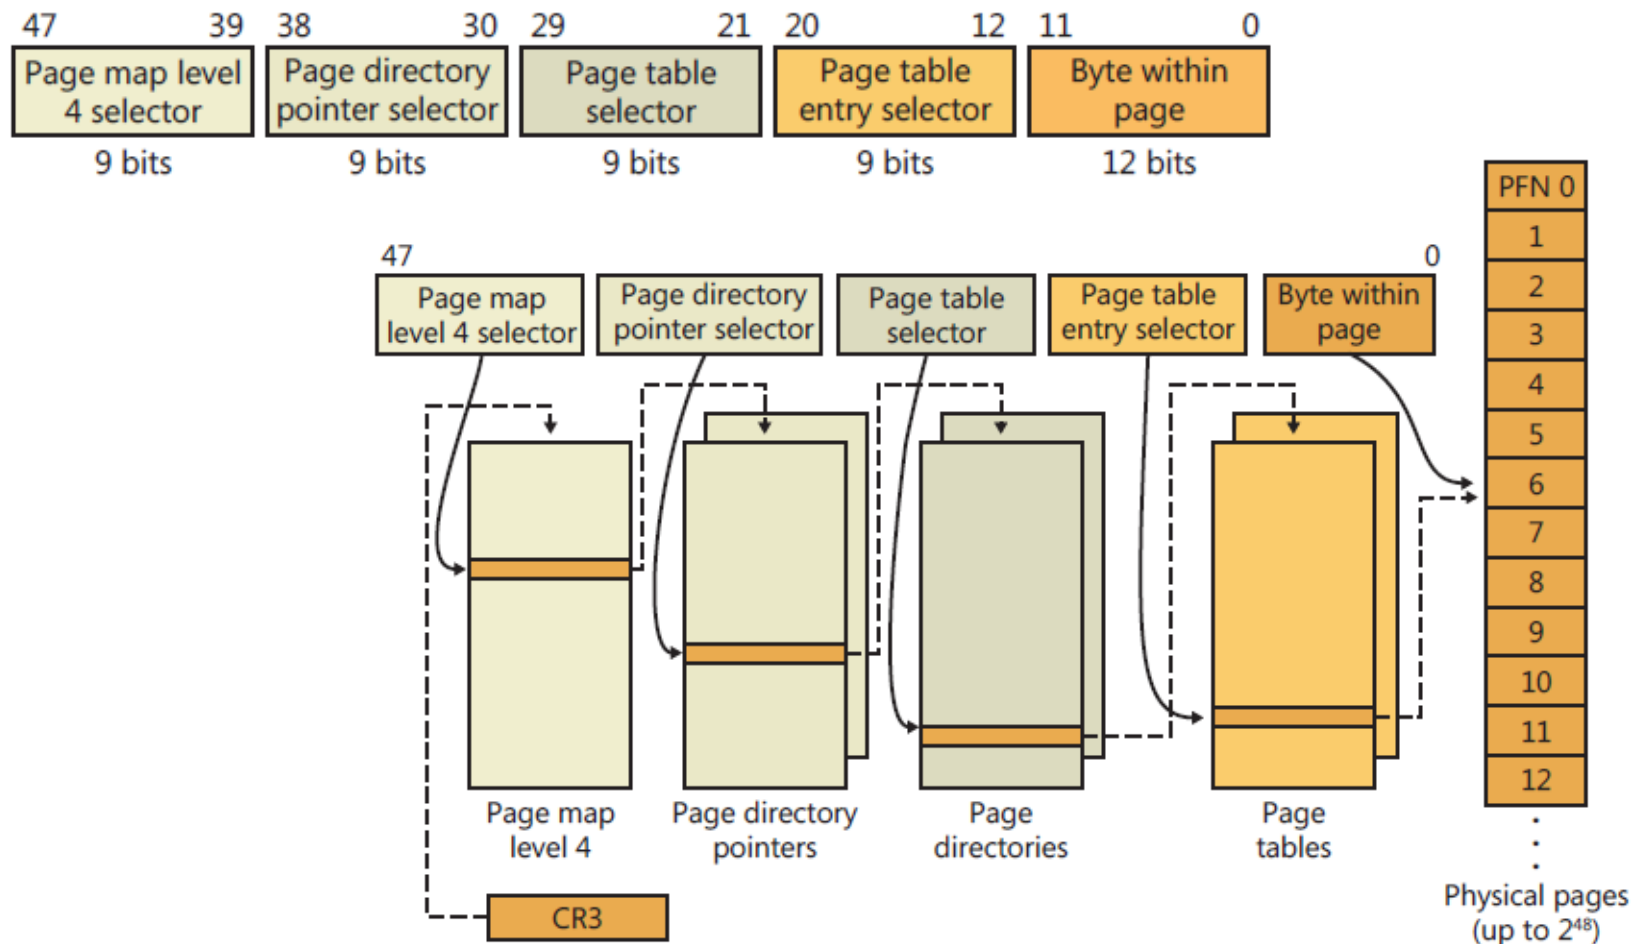 47 39 38 30 29 21 20 12 11 0
Page map level Page directory Page table Page table Byte within
4 selector pointer selector selector entry selector page
9 bits 9 bits 9 bits 9 bits 12 bits
PFN 0
1
2
3
4
5
6
7
8
9
10
11
12
47 0
Page map Page directory Page table Page table Byte within
level 4 selector pointer selector selector entry selector page
Page map Page directory Page Page
level 4 pointers directories tables
CR3
Physical pages
(up to 2⁴⁸)